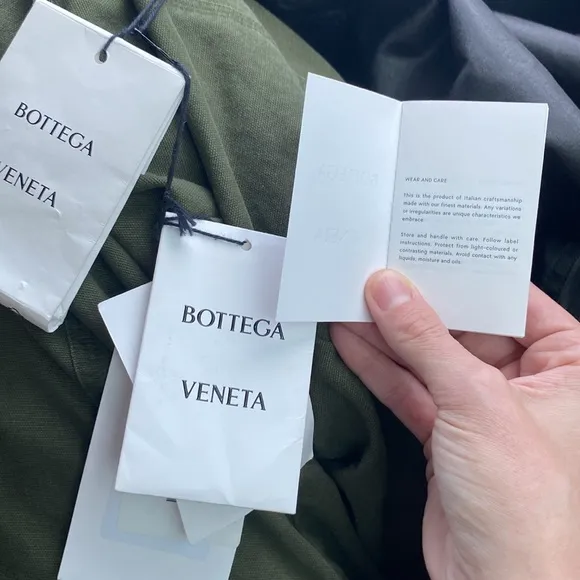 BOTTEGA
VENETA
BOTTEGA
VENETA
WEAR AND CARE
This is the product of Italian craftsmanship
made with our finest materials. Any variations
or irregularities are unique characteristics we
embrace.
Store and handle with care. Follow label
instructions. Protect from light-coloured or
contrasting materials. Avoid contact with any
liquids, moisture and oils.